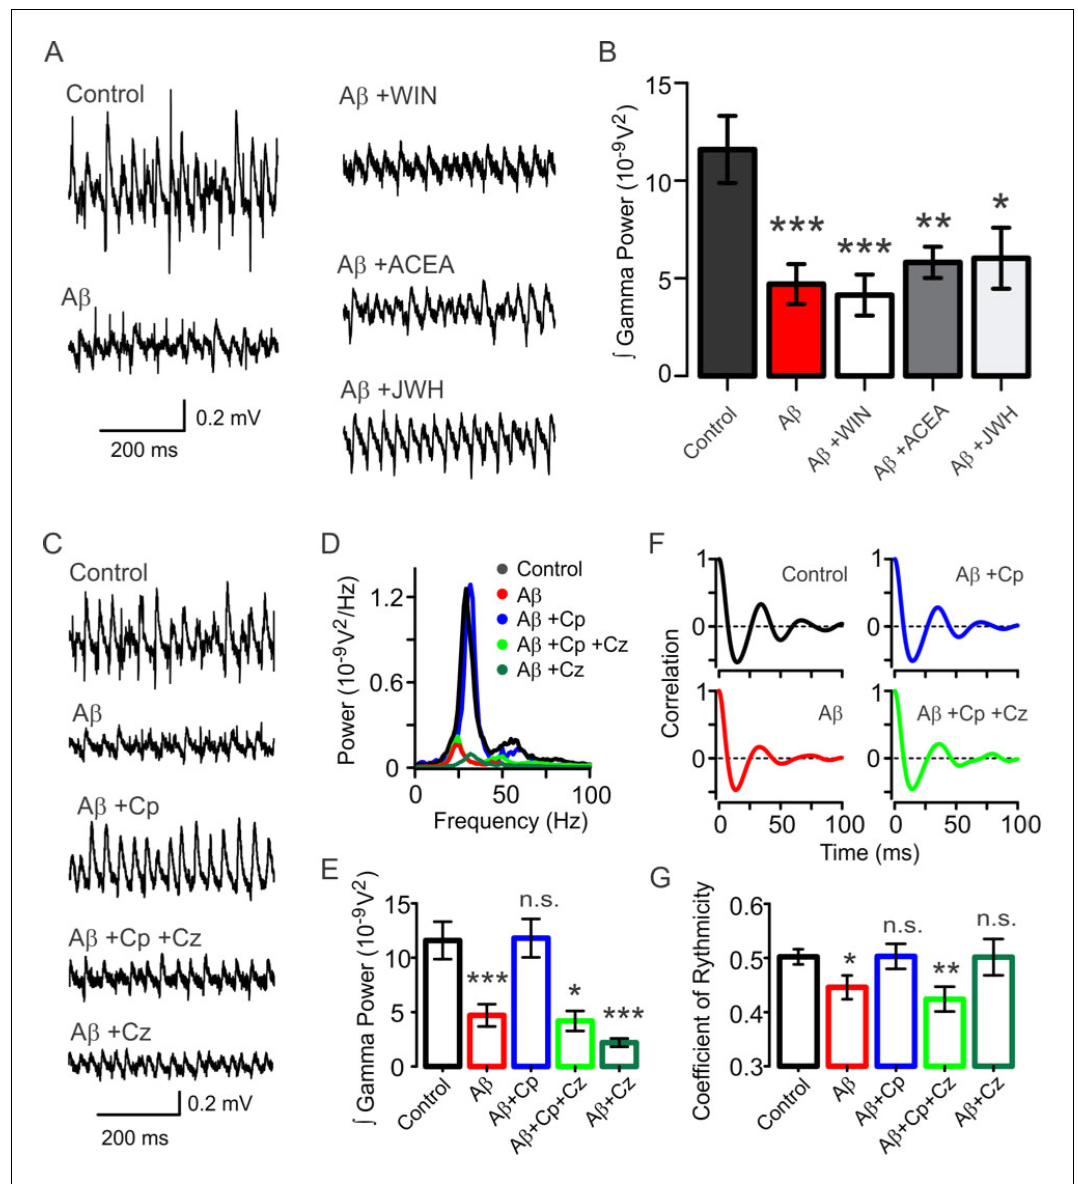 A
Control
Aβ
0.2 mV
200 ms
Aβ +WIN
Aβ +ACEA
Aβ +JWH
B
∫ Gamma Power (10⁻⁹V²)
15
10
5
0
***
***
**
*
Control
Aβ
Aβ +WIN
Aβ +ACEA
Aβ +JWH
C
Control
Aβ
Aβ +Cp
Aβ +Cp +Cz
Aβ +Cz
0.2 mV
200 ms
D
Power (10⁻⁹V²/Hz)
1.2
0.6
0
Control
Aβ
Aβ +Cp
Aβ +Cp +Cz
Aβ +Cz
0 50 100
Frequency (Hz)
F
Correlation
1
0
Control
1
0
Aβ +Cp
1
0
Aβ
0 50 100
1
0
Aβ +Cp +Cz
0 50 100
Time (ms)
E
∫ Gamma Power (10⁻⁹V²)
15
10
5
0
***
n.s.
*
***
Control
Aβ
Aβ+Cp
Aβ+Cp+Cz
Aβ+Cz
G
Coefficient of Rythmicity
0.6
0.5
0.4
0.3
*
n.s.
**
n.s.
Control
Aβ
Aβ+Cp
Aβ+Cp+Cz
Aβ+Cz